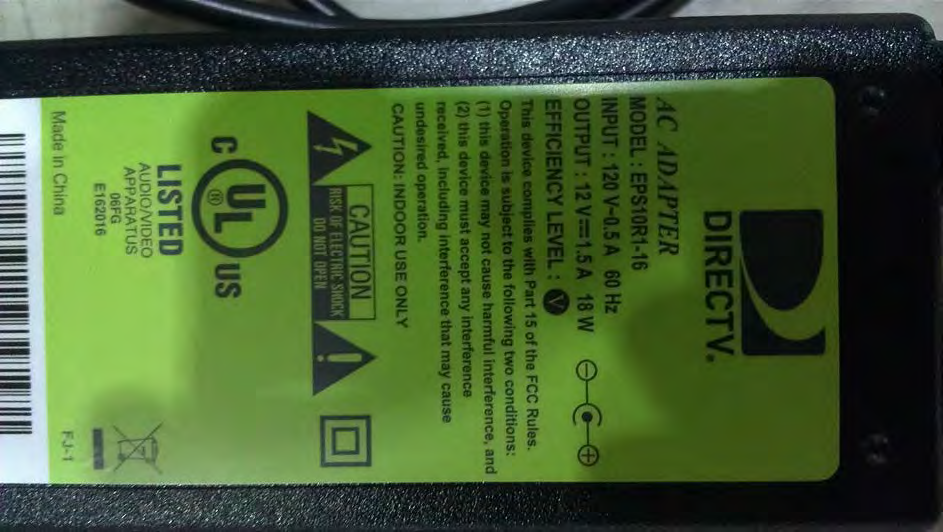 DIRECTV®
AC ADAPTER
MODEL : EPS10R1-16
INPUT : 120 V~0.5 A 60 Hz
OUTPUT : 12 V⎓1.5 A 18 W
EFFICIENCY LEVEL : V
This device complies with Part 15 of the FCC Rules.
Operation is subject to the following two conditions:
(1) this device may not cause harmful interference, and
(2) this device must accept any interference
received, including interference that may cause
undesired operation.
CAUTION: INDOOR USE ONLY
CAUTION
RISK OF ELECTRIC SHOCK
DO NOT OPEN
C UL® US
LISTED
AUDIO/VIDEO
APPARATUS
06FG
E162016
Made in China
FJ-1